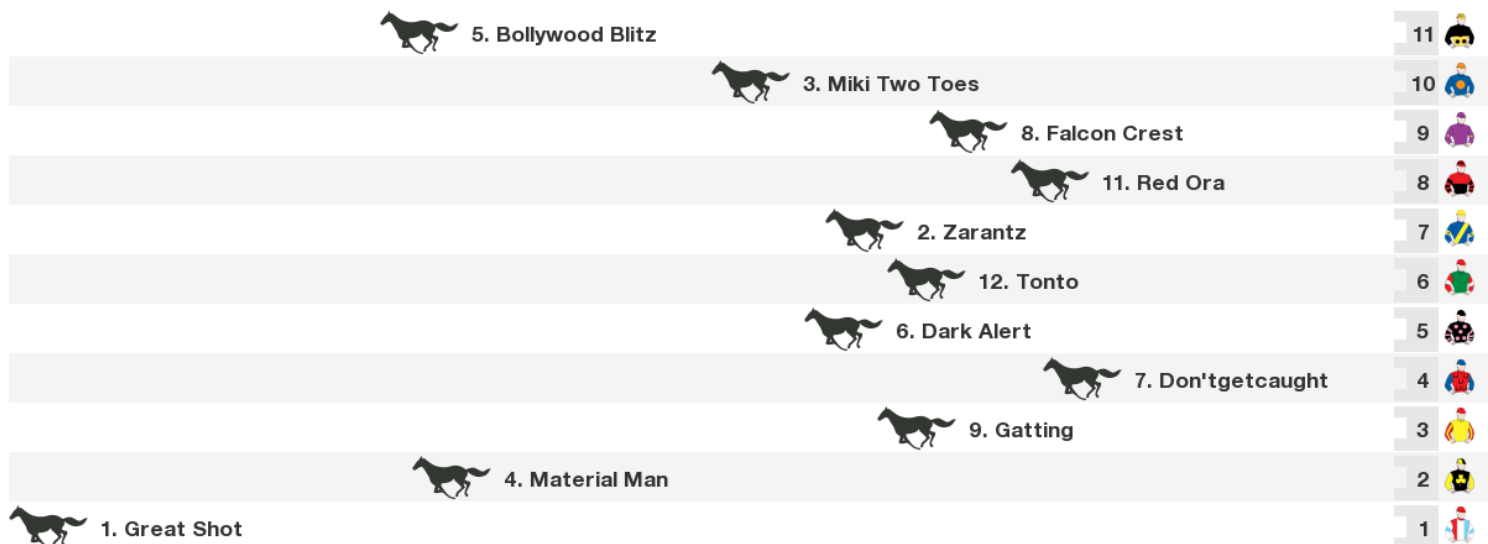 5. Bollywood Blitz 11
3. Miki Two Toes 10
8. Falcon Crest 9
11. Red Ora 8
2. Zarantz 7
12. Tonto 6
6. Dark Alert 5
7. Don'tgetcaught 4
9. Gatting 3
4. Material Man 2
1. Great Shot 1